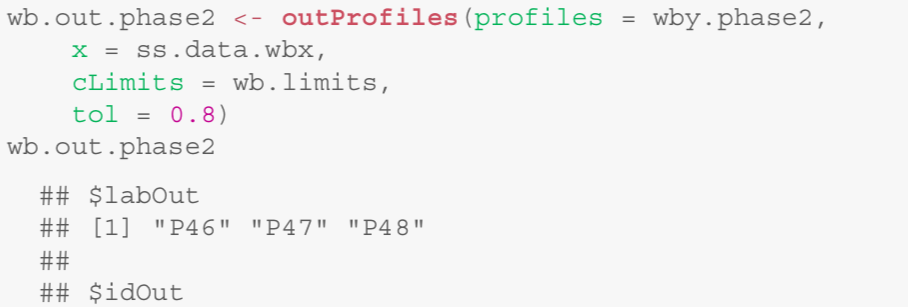 wb.out.phase2 <- outProfiles(profiles = wby.phase2,
    x = ss.data.wbx,
    cLimits = wb.limits,
    tol = 0.8)
wb.out.phase2
## $labOut
## [1] "P46" "P47" "P48"
##
## $idOut